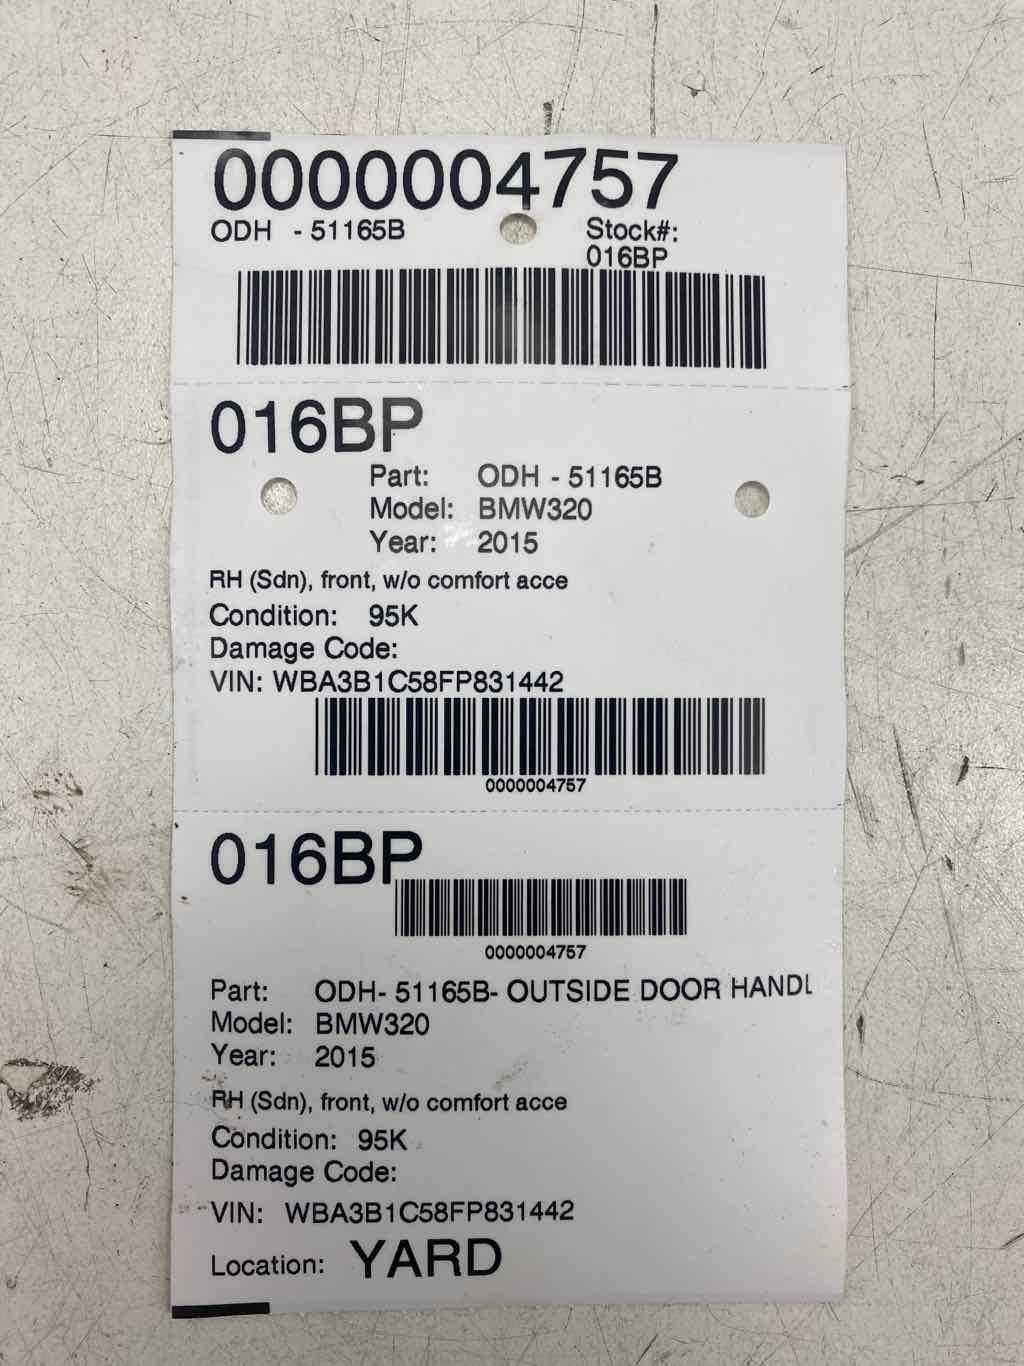 0000004757
ODH - 51165B
Stock#:
016BP
016BP
Part: ODH - 51165B
Model: BMW320
Year: 2015
RH (Sdn), front, w/o comfort acce
Condition: 95K
Damage Code:
VIN: WBA3B1C58FP831442
0000004757
016BP
0000004757
Part: ODH- 51165B- OUTSIDE DOOR HANDL
Model: BMW320
Year: 2015
RH (Sdn), front, w/o comfort acce
Condition: 95K
Damage Code:
VIN: WBA3B1C58FP831442
Location: YARD